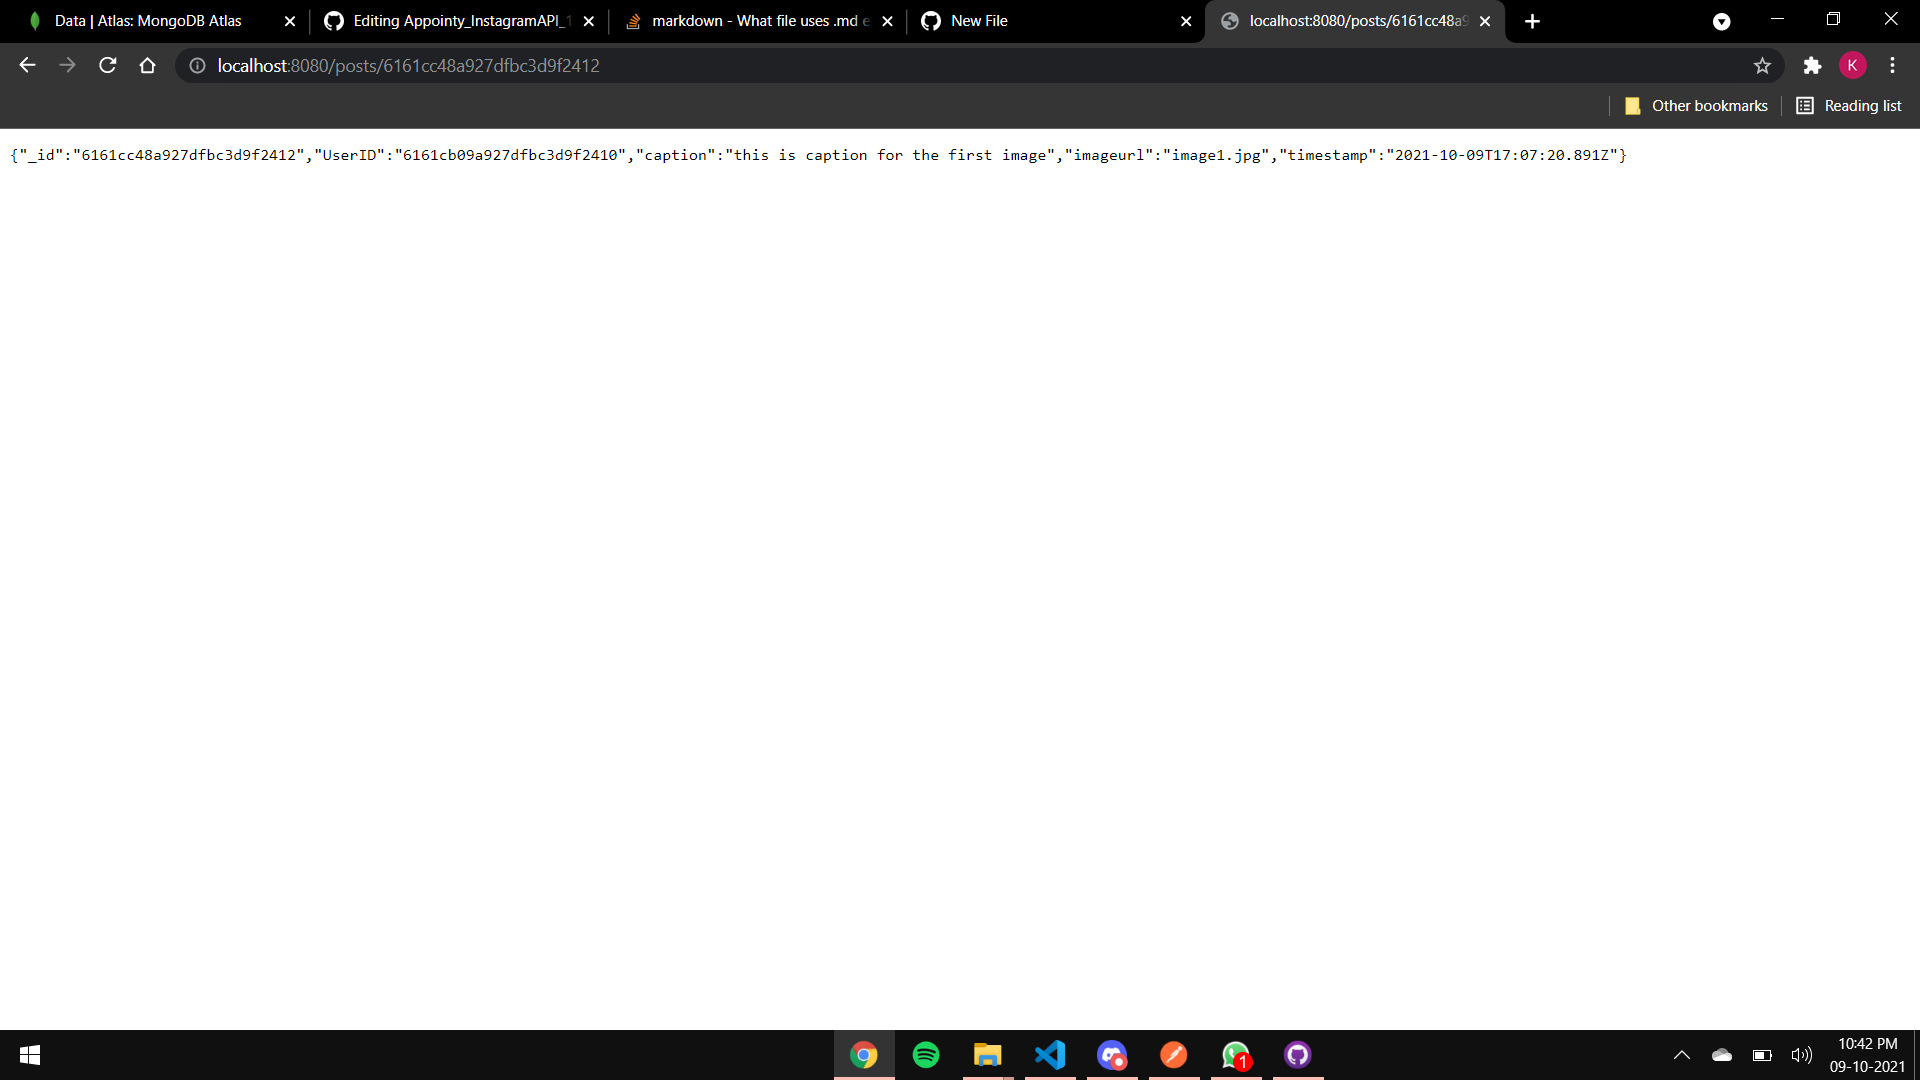 Data | Atlas: MongoDB Atlas
Editing Appointy_InstagramAPI_1
markdown - What file uses .md e
New File
localhost:8080/posts/6161cc48a9
localhost:8080/posts/6161cc48a927dfbc3d9f2412
K
Other bookmarks
Reading list
{"_id":"6161cc48a927dfbc3d9f2412","UserID":"6161cb09a927dfbc3d9f2410","caption":"this is caption for the first image","imageurl":"image1.jpg","timestamp":"2021-10-09T17:07:20.891Z"}
1
10:42 PM
09-10-2021